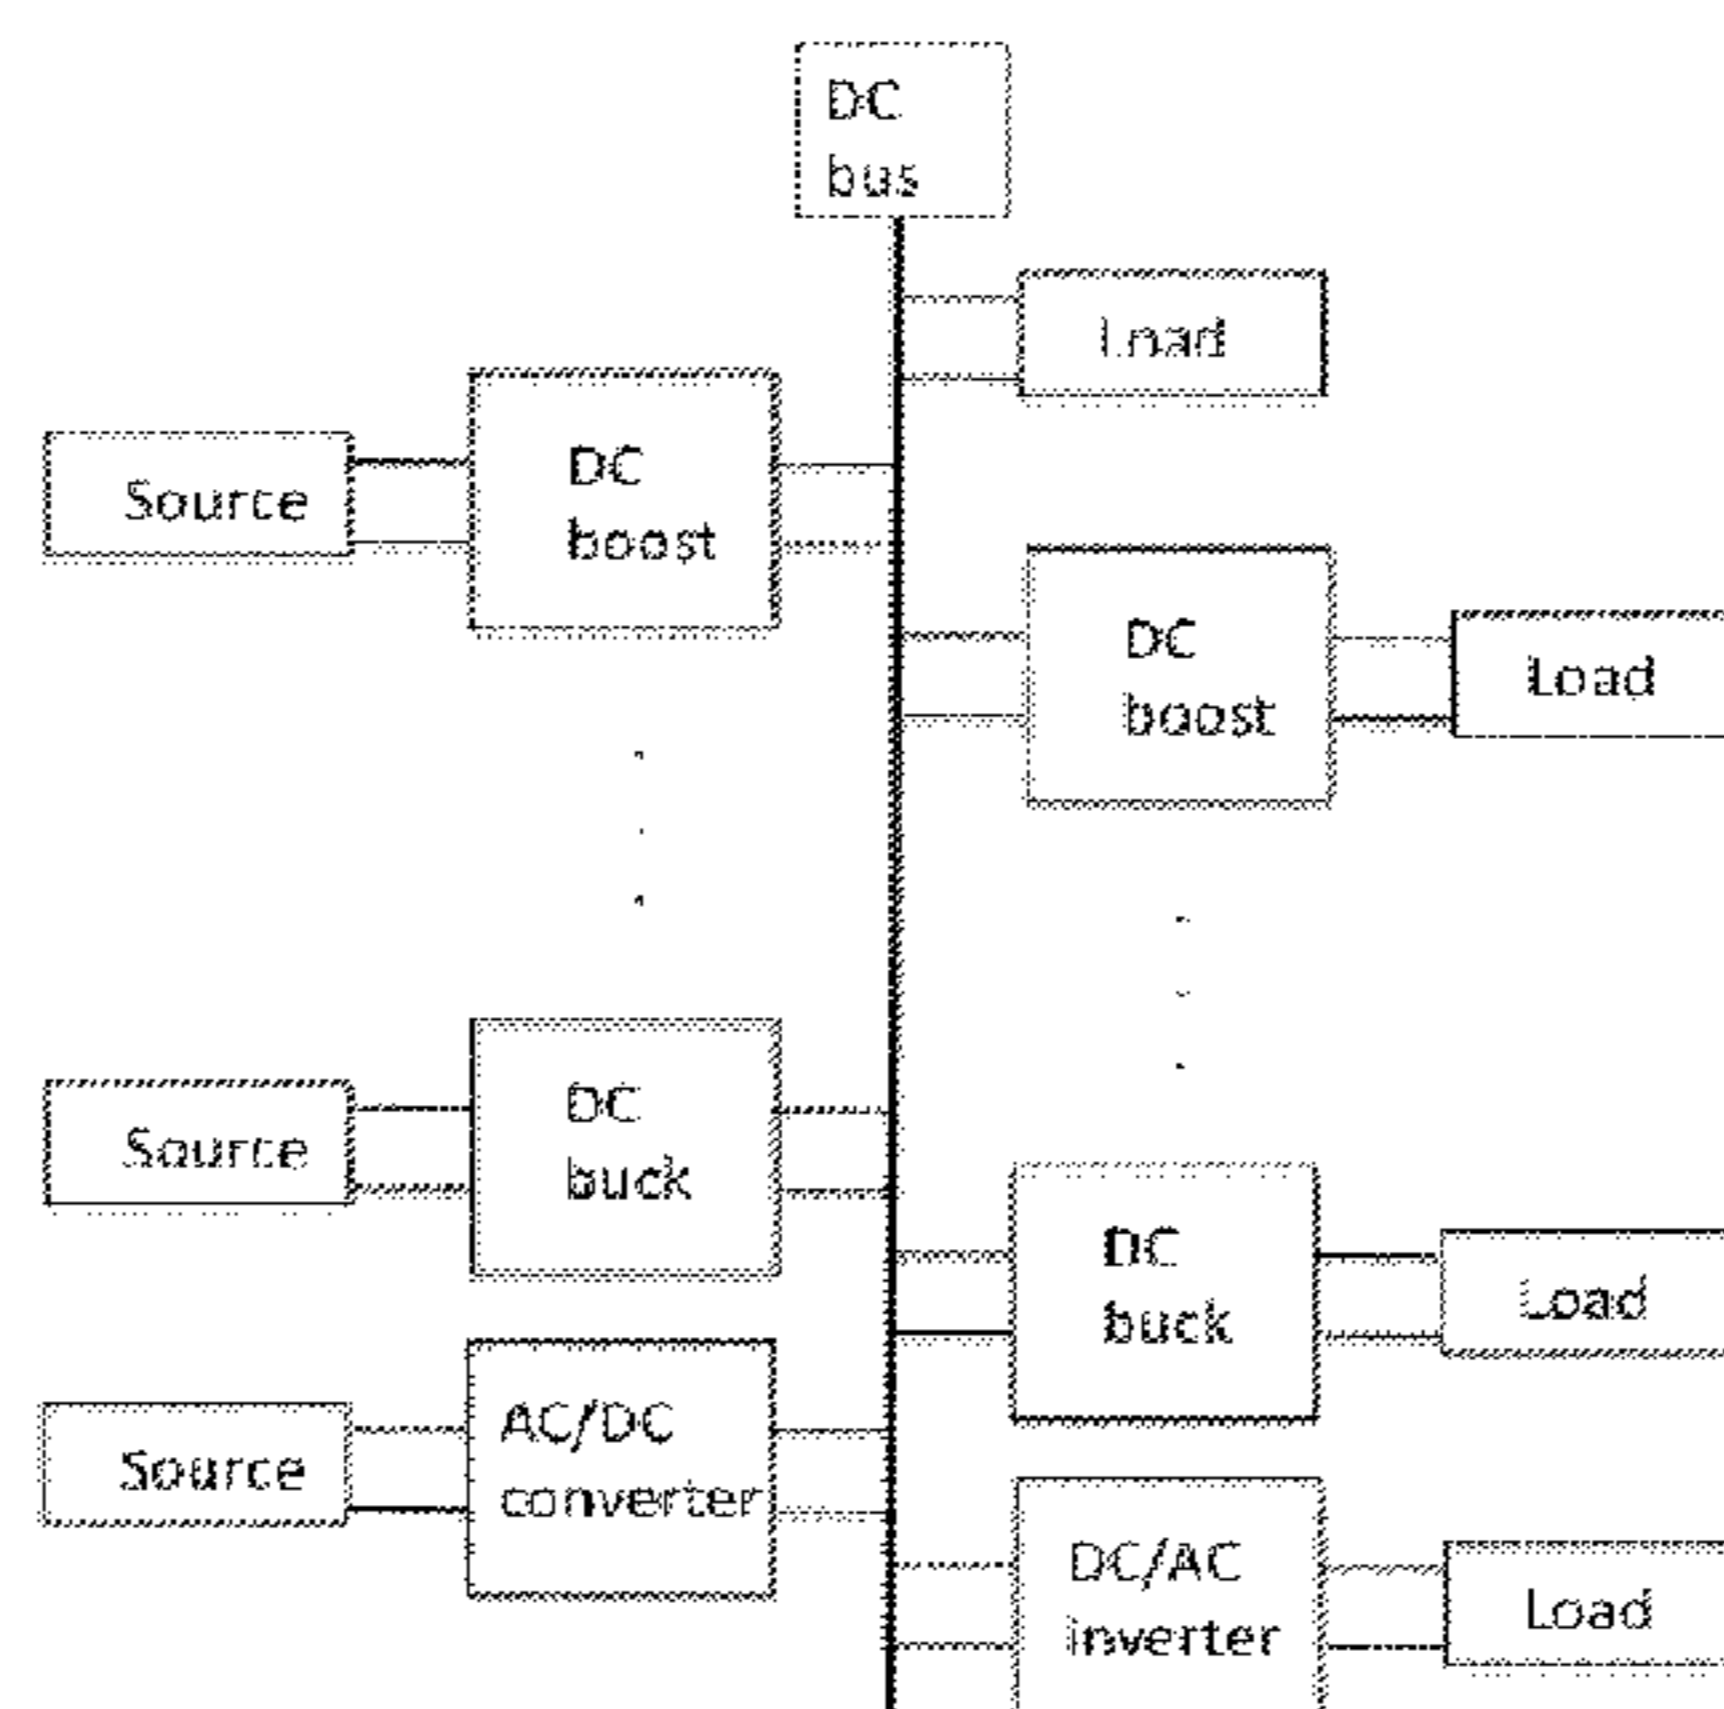 DC
bus
Load
Source
DC
boost
DC
boost
Load
Source
DC
buck
DC
buck
Load
Source
AC/DC
converter
DC/AC
inverter
Load